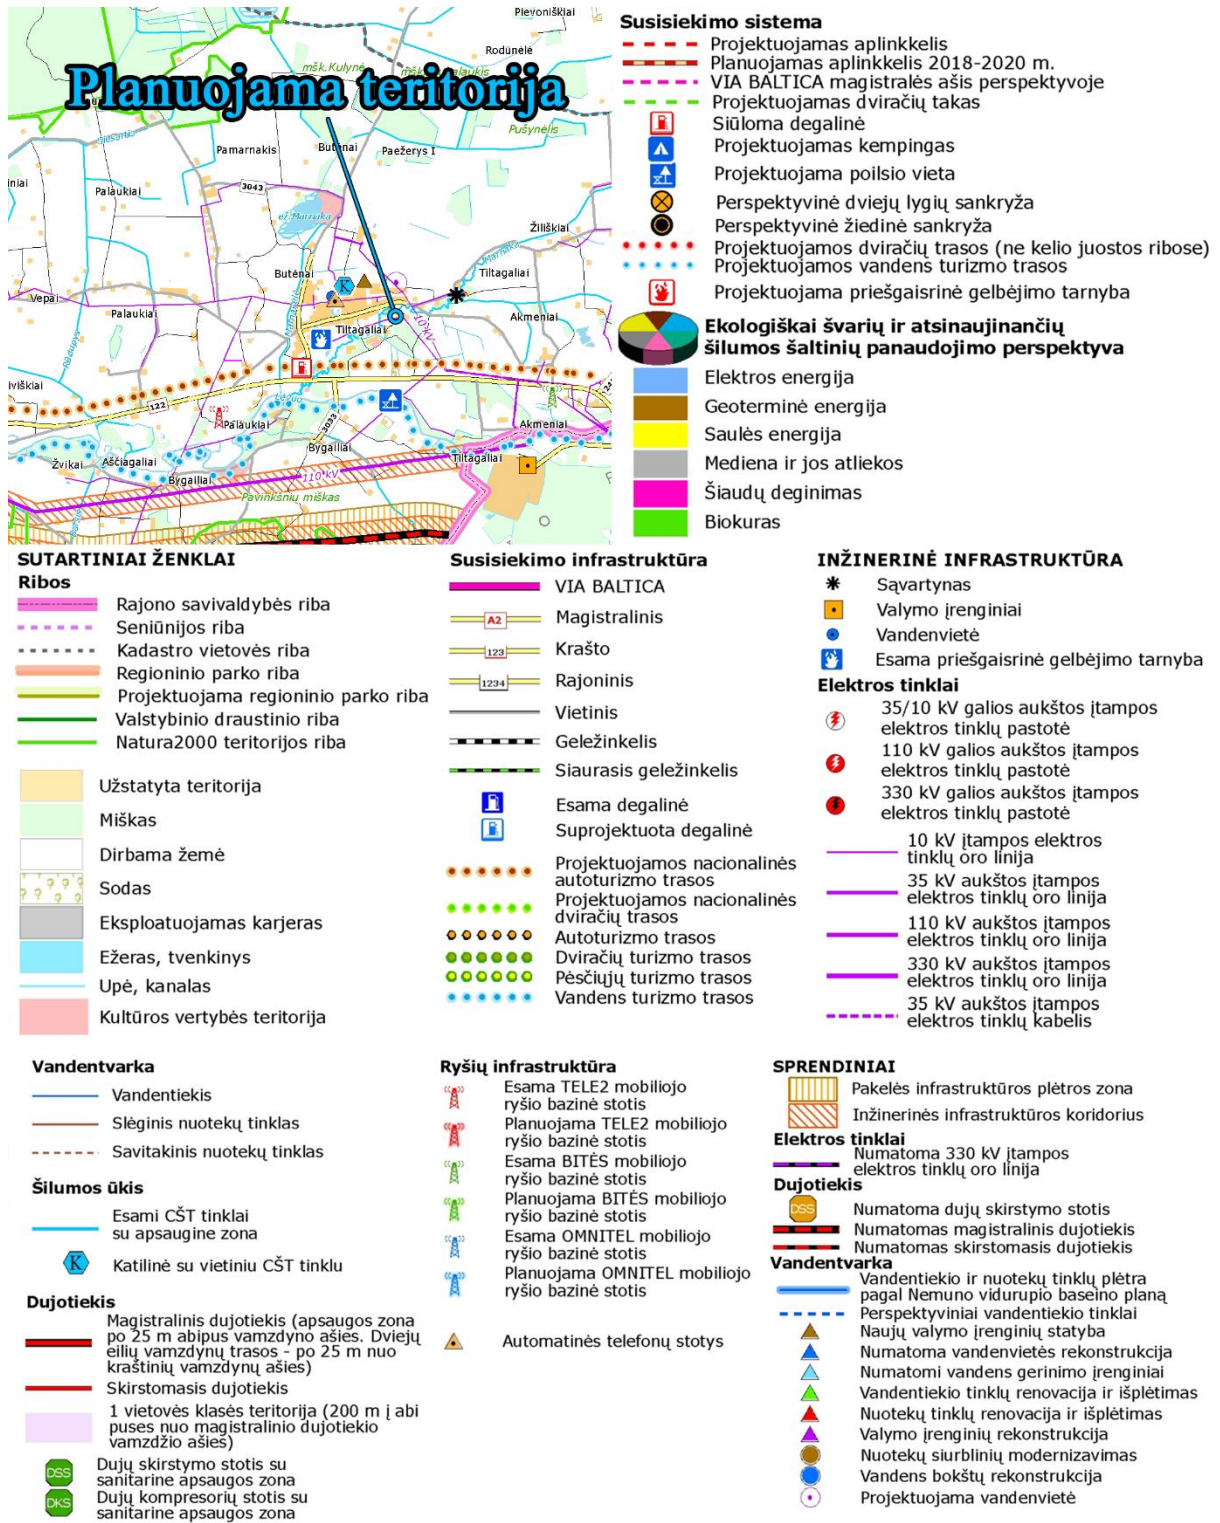 Pievoniškiai
Rodūnėlė
mšk.Kulynė
Planuojama teritorija
Pušynėlis
Pamarnakis
Butėnai
Paežerys I
Palaukiai
3043
ež.Marnaka
Žiliškiai
Butėnai
Tiltagaliai
Vepai
Palaukiai
K
Akmeniai
Tiltagaliai
10 kV
122
Palaukiai
3033
Akmeniai
Bygailiai
Žvikai
Aščiagaliai
Tiltagaliai
Bygailiai
110 kV
Pavinkšnių miškas
Susisiekimo sistema
Projektuojamas aplinkkelis
Planuojamas aplinkkelis 2018-2020 m.
VIA BALTICA magistralės ašis perspektyvoje
Projektuojamas dviračių takas
Siūloma degalinė
Projektuojamas kempingas
Projektuojama poilsio vieta
Perspektyvinė dviejų lygių sankryža
Perspektyvinė žiedinė sankryža
Projektuojamos dviračių trasos (ne kelio juostos ribose)
Projektuojamos vandens turizmo trasos
Projektuojama priešgaisrinė gelbėjimo tarnyba
Ekologiškai švarių ir atsinaujinančių
šilumos šaltinių panaudojimo perspektyva
Elektros energija
Geoterminė energija
Saulės energija
Mediena ir jos atliekos
Šiaudų deginimas
Biokuras
SUTARTINIAI ŽENKLAI
Ribos
Rajono savivaldybės riba
Seniūnijos riba
Kadastro vietovės riba
Regioninio parko riba
Projektuojama regioninio parko riba
Valstybinio draustinio riba
Natura2000 teritorijos riba
Užstatyta teritorija
Miškas
Dirbama žemė
Sodas
Eksploatuojamas karjeras
Ežeras, tvenkinys
Upė, kanalas
Kultūros vertybės teritorija
Susisiekimo infrastruktūra
VIA BALTICA
A2 Magistralinis
123 Krašto
1234 Rajoninis
Vietinis
Geležinkelis
Siaurasis geležinkelis
Esama degalinė
Suprojektuota degalinė
Projektuojamos nacionalinės
autoturizmo trasos
Projektuojamos nacionalinės
dviračių trasos
Autoturizmo trasos
Dviračių turizmo trasos
Pėsčiųjų turizmo trasos
Vandens turizmo trasos
INŽINERINĖ INFRASTRUKTŪRA
Sąvartynas
Valymo įrenginiai
Vandenvietė
Esama priešgaisrinė gelbėjimo tarnyba
Elektros tinklai
35/10 kV galios aukštos įtampos
elektros tinklų pastotė
110 kV galios aukštos įtampos
elektros tinklų pastotė
330 kV galios aukštos įtampos
elektros tinklų pastotė
10 kV įtampos elektros
tinklų oro linija
35 kV aukštos įtampos
elektros tinklų oro linija
110 kV aukštos įtampos
elektros tinklų oro linija
330 kV aukštos įtampos
elektros tinklų oro linija
35 kV aukštos įtampos
elektros tinklų kabelis
Vandentvarka
Vandentiekis
Slėginis nuotekų tinklas
Savitakinis nuotekų tinklas
Šilumos ūkis
Esami CŠT tinklai
su apsaugine zona
K Katilinė su vietiniu CŠT tinklu
Dujotiekis
Magistralinis dujotiekis (apsaugos zona
po 25 m abipus vamzdyno ašies. Dviejų
eilių vamzdynų trasos - po 25 m nuo
kraštinių vamzdynų ašies)
Skirstomasis dujotiekis
1 vietovės klasės teritorija (200 m į abi
puses nuo magistralinio dujotiekio
vamzdžio ašies)
DSS Dujų skirstymo stotis su
sanitarine apsaugos zona
DKS Dujų kompresorių stotis su
sanitarine apsaugos zona
Ryšių infrastruktūra
Esama TELE2 mobiliojo
ryšio bazinė stotis
Planuojama TELE2 mobiliojo
ryšio bazinė stotis
Esama BITĖS mobiliojo
ryšio bazinė stotis
Planuojama BITĖS mobiliojo
ryšio bazinė stotis
Esama OMNITEL mobiliojo
ryšio bazinė stotis
Planuojama OMNITEL mobiliojo
ryšio bazinė stotis
Automatinės telefonų stotys
SPRENDINIAI
Pakelės infrastruktūros plėtros zona
Inžinerinės infrastruktūros koridorius
Elektros tinklai
Numatoma 330 kV įtampos
elektros tinklų oro linija
Dujotiekis
DSS Numatoma dujų skirstymo stotis
Numatomas magistralinis dujotiekis
Numatomas skirstomasis dujotiekis
Vandentvarka
Vandentiekio ir nuotekų tinklų plėtra
pagal Nemuno vidurupio baseino planą
Perspektyviniai vandentiekio tinklai
Naujų valymo įrenginių statyba
Numatoma vandenvietės rekonstrukcija
Numatomi vandens gerinimo įrenginiai
Vandentiekio tinklų renovacija ir išplėtimas
Nuotekų tinklų renovacija ir išplėtimas
Valymo įrenginių rekonstrukcija
Nuotekų siurblinių modernizavimas
Vandens bokštų rekonstrukcija
Projektuojama vandenvietė